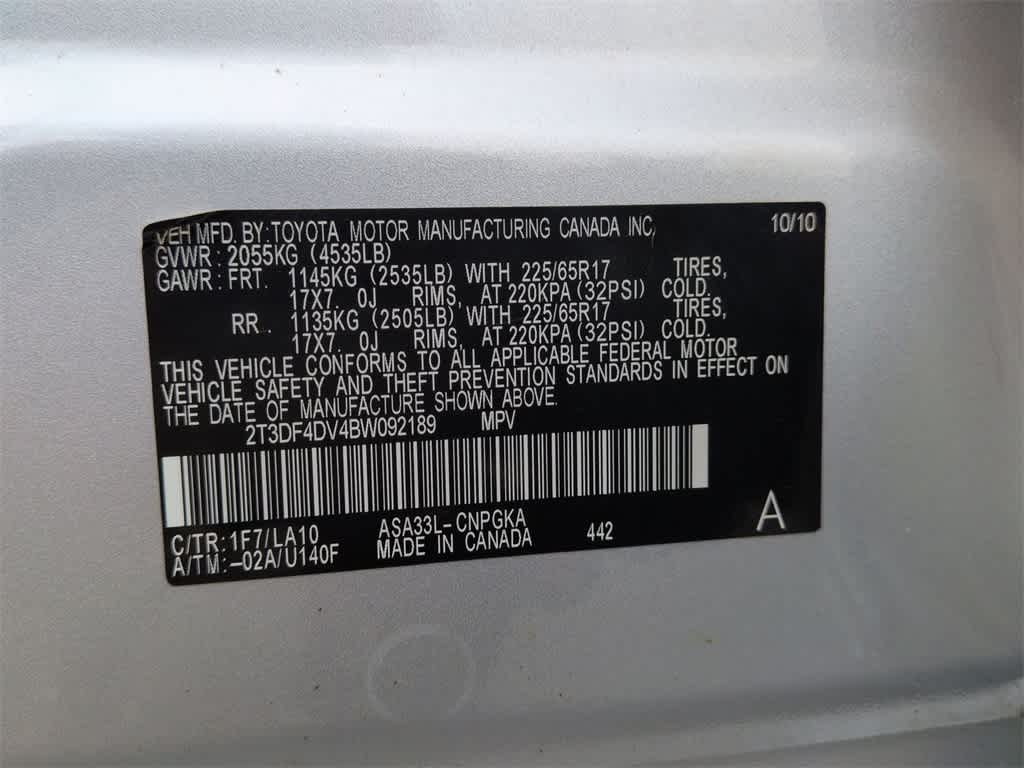 VEH MFD. BY: TOYOTA MOTOR MANUFACTURING CANADA INC, 10/10
GVWR : 2055KG (4535LB)
GAWR : FRT. 1145KG (2535LB) WITH 225/65R17 TIRES,
17X7. 0J RIMS, AT 220KPA (32PSI) COLD.
RR. 1135KG (2505LB) WITH 225/65R17 TIRES,
17X7. 0J RIMS, AT 220KPA (32PSI) COLD.
THIS VEHICLE CONFORMS TO ALL APPLICABLE FEDERAL MOTOR
VEHICLE SAFETY AND THEFT PREVENTION STANDARDS IN EFFECT ON
THE DATE OF MANUFACTURE SHOWN ABOVE.
2T3DF4DV4BW092189 MPV
A
C/TR: 1F7/LA10 ASA33L-CNPGKA 442
A/TM: -02A/U140F MADE IN CANADA